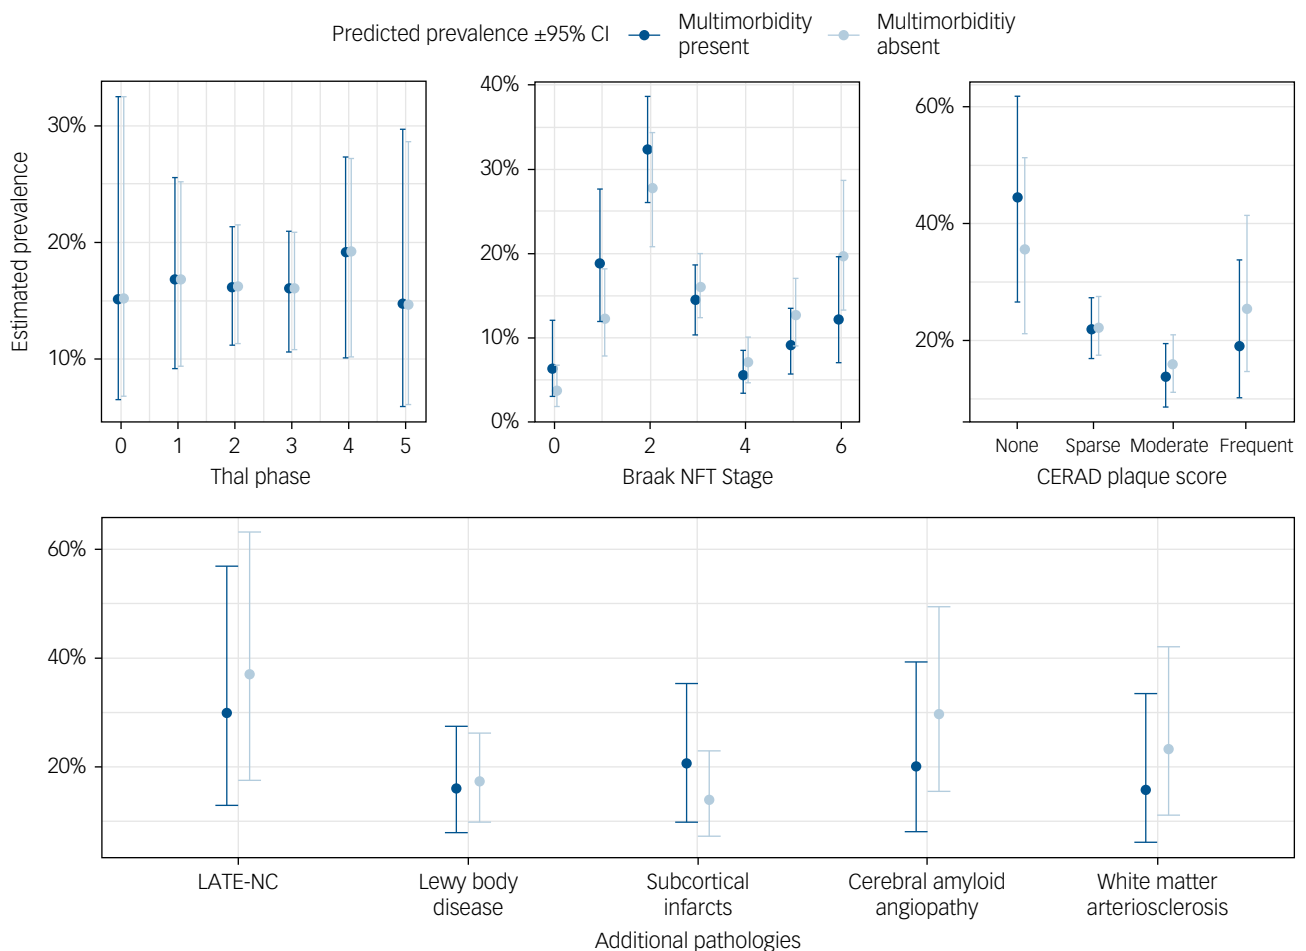 Predicted prevalence ±95% CI
Multimorbidity
present
Multimorbiditiy
absent
Estimated prevalence
30%
20%
10%
0 1 2 3 4 5
Thal phase
40%
30%
20%
10%
0%
0 2 4 6
Braak NFT Stage
60%
40%
20%
None Sparse Moderate Frequent
CERAD plaque score
60%
40%
20%
LATE-NC
Lewy body
disease
Subcortical
infarcts
Cerebral amyloid
angiopathy
White matter
arteriosclerosis
Additional pathologies